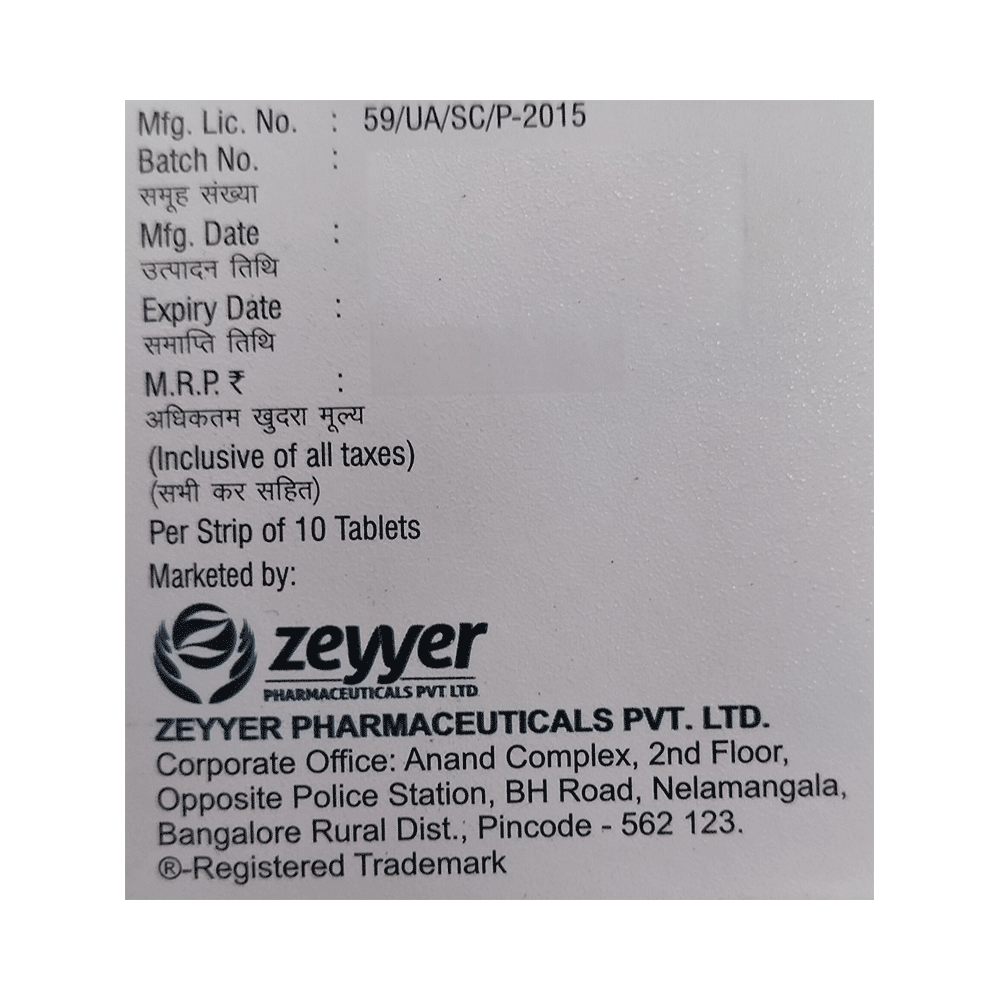 Mfg. Lic. No. : 59/UA/SC/P-2015
Batch No. :
समूह संख्या
Mfg. Date :
उत्पादन तिथि
Expiry Date :
समाप्ति तिथि
M.R.P. ₹ :
अधिकतम खुदरा मूल्य
(Inclusive of all taxes)
(सभी कर सहित)
Per Strip of 10 Tablets
Marketed by:
zeyyer
PHARMACEUTICALS PVT LTD
ZEYYER PHARMACEUTICALS PVT. LTD.
Corporate Office: Anand Complex, 2nd Floor,
Opposite Police Station, BH Road, Nelamangala,
Bangalore Rural Dist.; Pincode - 562 123.
®-Registered Trademark